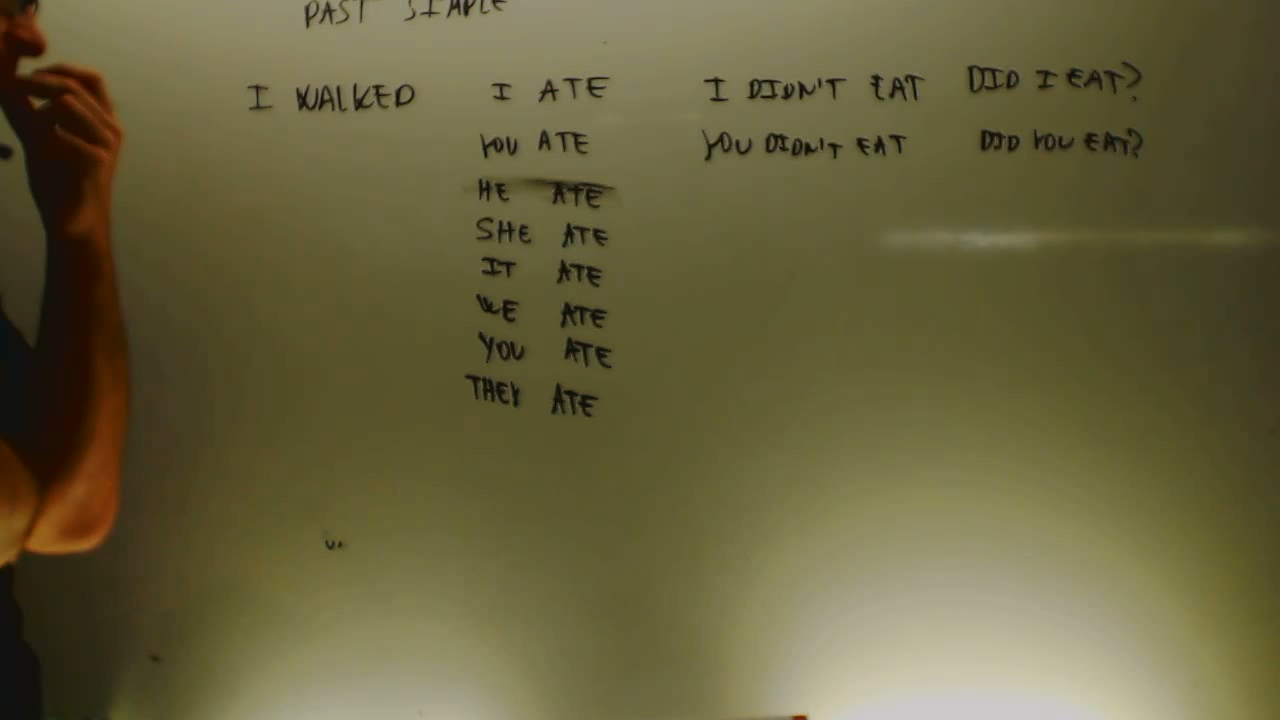 PAST SIMPLE
I WALKED I ATE I DIDN'T EAT DID I EAT?
YOU ATE YOU DIDN'T EAT DID YOU EAT?
HE ATE
SHE ATE
IT ATE
WE ATE
YOU ATE
THEY ATE